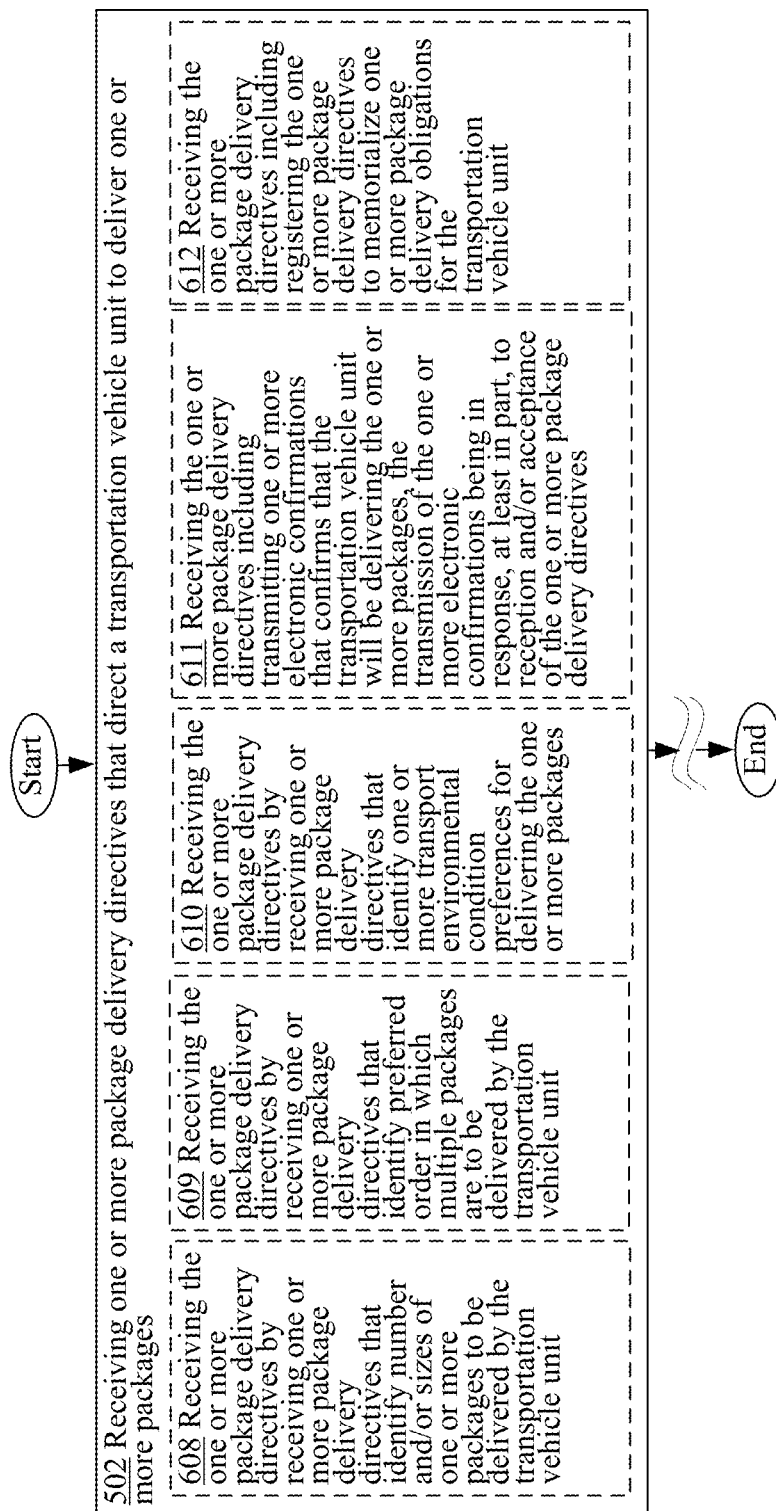 Start
502 Receiving one or more package delivery directives that direct a transportation vehicle unit to deliver one or
more packages
608 Receiving the
one or more
package delivery
directives by
receiving one or
more package
delivery
directives that
identify number
and/or sizes of
one or more
packages to be
delivered by the
transportation
vehicle unit
609 Receiving the
one or more
package delivery
directives by
receiving one or
more package
delivery
directives that
identify preferred
order in which
multiple packages
are to be
delivered by the
transportation
vehicle unit
610 Receiving the
one or more
package delivery
directives by
receiving one or
more package
delivery
directives that
identify one or
more transport
environmental
condition
preferences for
delivering the one
or more packages
611 Receiving the one or
more package delivery
directives including
transmitting one or more
electronic confirmations
that confirms that the
transportation vehicle unit
will be delivering the one or
more packages, the
transmission of the one or
more electronic
confirmations being in
response, at least in part, to
reception and/or acceptance
of the one or more package
delivery directives
612 Receiving the
one or more
package delivery
directives including
registering the one
or more package
delivery directives
to memorialize one
or more package
delivery obligations
for the
transportation
vehicle unit
End